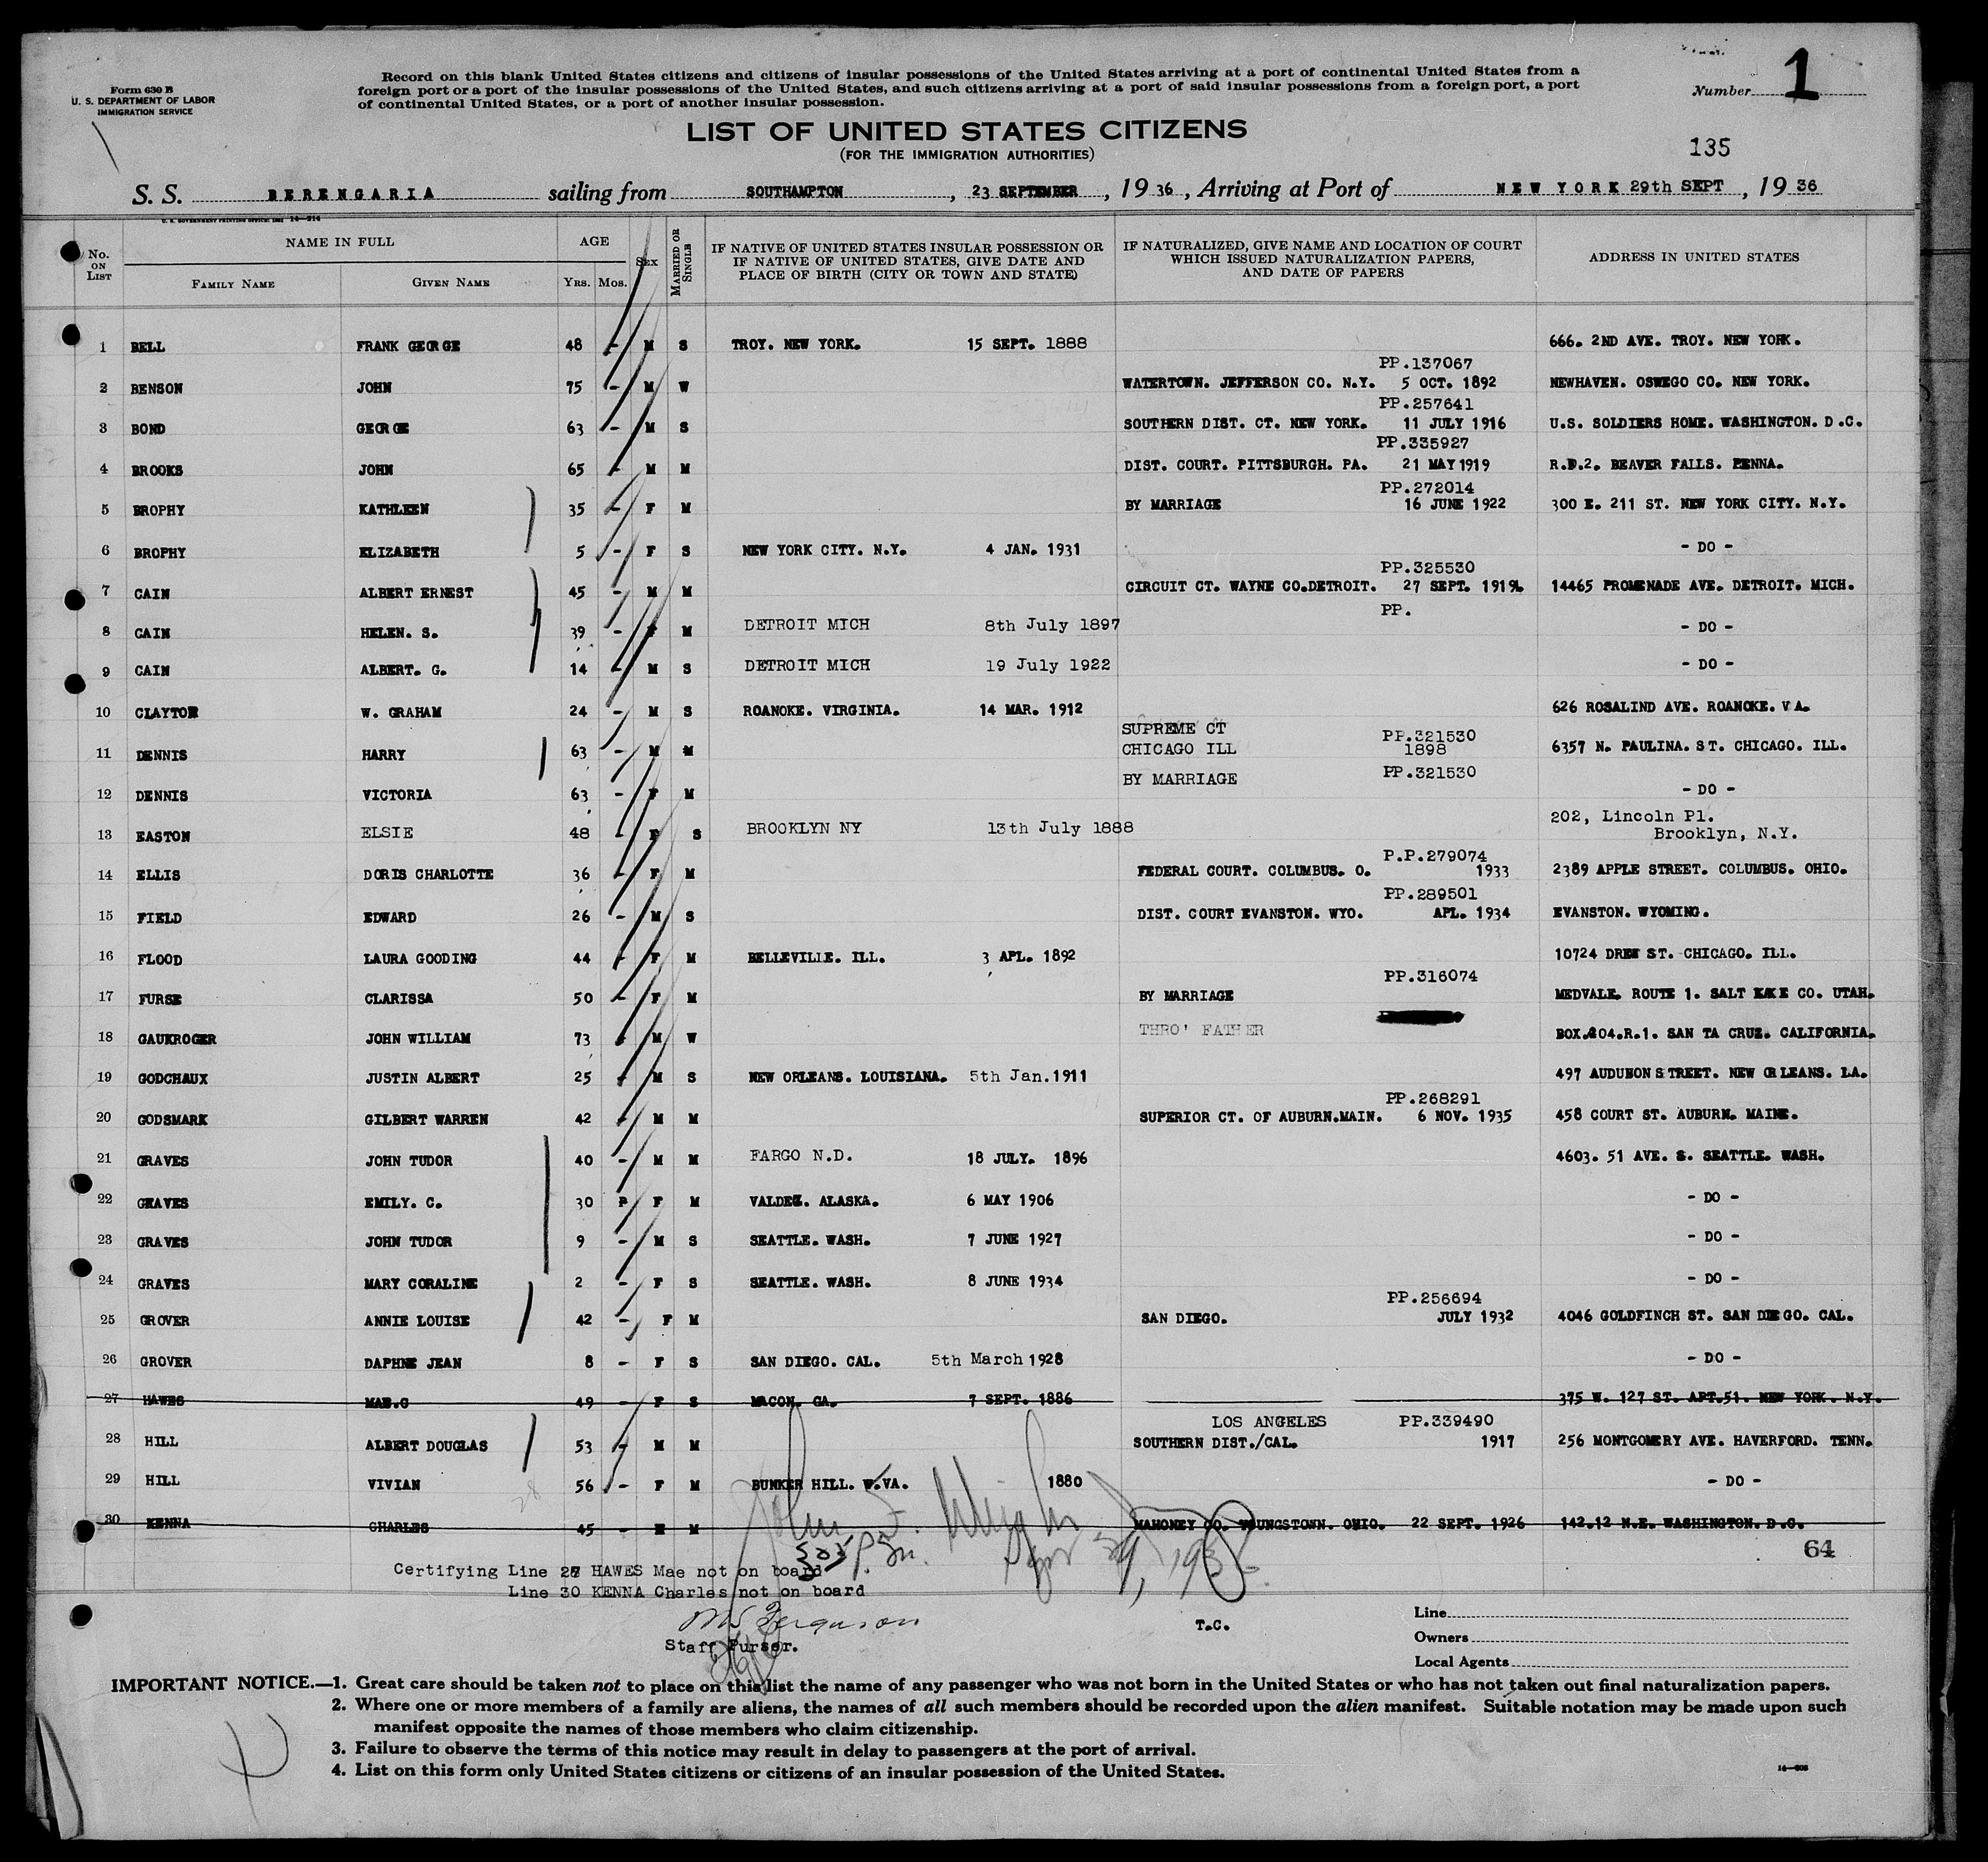 Form 630 B
U. S. DEPARTMENT OF LABOR
IMMIGRATION SERVICE
Record on this blank United States citizens and citizens of insular possessions of the United States arriving at a port of continental United States from a
foreign port or a port of the insular possessions of the United States, and such citizens arriving at a port of said insular possessions from a foreign port, a port
of continental United States, or a port of another insular possession.
Number 1
LIST OF UNITED STATES CITIZENS
(FOR THE IMMIGRATION AUTHORITIES)
135
S. S. BERENGARIA sailing from SOUTHAMPTON, 23 SEPTEMBER, 19 36, Arriving at Port of NEW YORK 29th SEPT, 19 36
No. ON LIST
NAME IN FULL
FAMILY NAME
GIVEN NAME
AGE
YRS. MOS.
SEX
MARRIED OR SINGLE
IF NATIVE OF UNITED STATES INSULAR POSSESSION OR
IF NATIVE OF UNITED STATES, GIVE DATE AND
PLACE OF BIRTH (CITY OR TOWN AND STATE)
IF NATURALIZED, GIVE NAME AND LOCATION OF COURT
WHICH ISSUED NATURALIZATION PAPERS,
AND DATE OF PAPERS
ADDRESS IN UNITED STATES
1 BELL FRANK GEORGE 48 - M S TROY. NEW YORK. 15 SEPT. 1888 666. 2ND AVE. TROY. NEW YORK.
PP.137067
2 BENSON JOHN 75 - M W WATERTOWN. JEFFERSON CO. N.Y. 5 OCT. 1892 NEWHAVEN. OSWEGO CO. NEW YORK.
PP.257641
3 BOND GEORGE 63 - M S SOUTHERN DIST. CT. NEW YORK. 11 JULY 1916 U.S. SOLDIERS HOME. WASHINGTON. D.C.
PP.335927
4 BROOKS JOHN 65 - M M DIST. COURT. PITTSBURGH. PA. 21 MAY 1919 R.D.2. BEAVER FALLS. PENNA.
PP.272014
5 BROPHY KATHLEEN 35 - F M BY MARRIAGE 16 JUNE 1922 300 E. 211 ST. NEW YORK CITY. N.Y.
6 BROPHY ELIZABETH 5 - F S NEW YORK CITY. N.Y. 4 JAN. 1931 - DO -
PP.325530
7 CAIN ALBERT ERNEST 45 - M M CIRCUIT CT. WAYNE CO.DETROIT. 27 SEPT. 14465 PROMENADE AVE. DETROIT. MICH.
PP.
8 CAIN HELEN. S. 39 - F M DETROIT MICH 8th July 1897 - DO -
9 CAIN ALBERT. G. 14 - M S DETROIT MICH 19 July 1922 - DO -
10 CLAYTON W. GRAHAM 24 - M S ROANOKE. VIRGINIA. 14 MAR. 1912 626 ROSALIND AVE. ROANOKE. VA.
SUPREME CT PP.321530
11 DENNIS HARRY 63 - M M CHICAGO ILL 1898 6357 N. PAULINA. ST. CHICAGO. ILL.
BY MARRIAGE PP.321530
12 DENNIS VICTORIA 63 - F M - DO -
202, Lincoln Pl.
13 EASTON ELSIE 48 - F S BROOKLYN NY 13th July 1888 Brooklyn, N.Y.
P.P.279074
14 ELLIS DORIS CHARLOTTE 36 - F M FEDERAL COURT. COLUMBUS. O. 1933 2389 APPLE STREET. COLUMBUS. OHIO.
PP.289501
15 FIELD EDWARD 26 - M S DIST. COURT EVANSTON. WYO. APL. 1934 EVANSTON. WYOMING.
16 FLOOD LAURA GOODING 44 - F M BELLEVILLE. ILL. 3 APL. 1892 10724 DREW ST. CHICAGO. ILL.
PP.316074
17 FURSE CLARISSA 50 - F M BY MARRIAGE MEDVALE. ROUTE 1. SALT CO. UTAH.
18 GAUKROGER JOHN WILLIAM 73 - M W THRO' FATHER BOX.204.R.1. SAN TA CRUZ. CALIFORNIA.
19 GODCHAUX JUSTIN ALBERT 25 - M S NEW ORLEANS. LOUISIANA. 5th Jan.1911 497 AUDUBON STREET. NEW ORLEANS. LA.
PP.268291
20 GODSMARK GILBERT WARREN 42 - M M SUPERIOR CT. OF AUBURN.MAIN. 6 NOV. 1935 458 COURT ST. AUBURN. MAINE.
21 GRAVES JOHN TUDOR 40 - M M FARGO N.D. 18 JULY. 1896 4603. 51 AVE. S. SEATTLE. WASH.
22 GRAVES EMILY. C. 30 F M VALDEZ. ALASKA. 6 MAY 1906 - DO -
23 GRAVES JOHN TUDOR 9 - M S SEATTLE. WASH. 7 JUNE 1927 - DO -
24 GRAVES MARY CORALINE 2 - F S SEATTLE. WASH. 8 JUNE 1934 - DO -
PP.256694
25 GROVER ANNIE LOUISE 42 - F M SAN DIEGO. JULY 1932 4046 GOLDFINCH ST. SAN DIEGO. CAL.
26 GROVER DAPHNE JEAN 8 - F S SAN DIEGO. CAL. 5th March 1928 - DO -
27 HAWES MAE.G 49 - F S MACON. GA. 7 SEPT. 1886 375 W. 127 ST. APT.51. NEW YORK. N.Y.
LOS ANGELES PP.339490
28 HILL ALBERT DOUGLAS 53 - M M SOUTHERN DIST./CAL. 1917 256 MONTGOMERY AVE. HAVERFORD. TENN.
29 HILL VIVIAN 56 - F M BUNKER HILL. W.VA. 1880 - DO -
28
30 KENNA CHARLES 45 - M M MAHONEY CO. YOUNGSTOWN. OHIO. 22 SEPT. 1926 142.12 N.E. WASHINGTON. D.C.
64
Certifying Line 27 HAWES Mae not on board
Line 30 KENNA Charles not on board
Ferguson
Staff Purser.
T.C.
Line
Owners
Local Agents
IMPORTANT NOTICE.—1. Great care should be taken not to place on this list the name of any passenger who was not born in the United States or who has not taken out final naturalization papers.
2. Where one or more members of a family are aliens, the names of all such members should be recorded upon the alien manifest. Suitable notation may be made upon such
manifest opposite the names of those members who claim citizenship.
3. Failure to observe the terms of this notice may result in delay to passengers at the port of arrival.
4. List on this form only United States citizens or citizens of an insular possession of the United States.